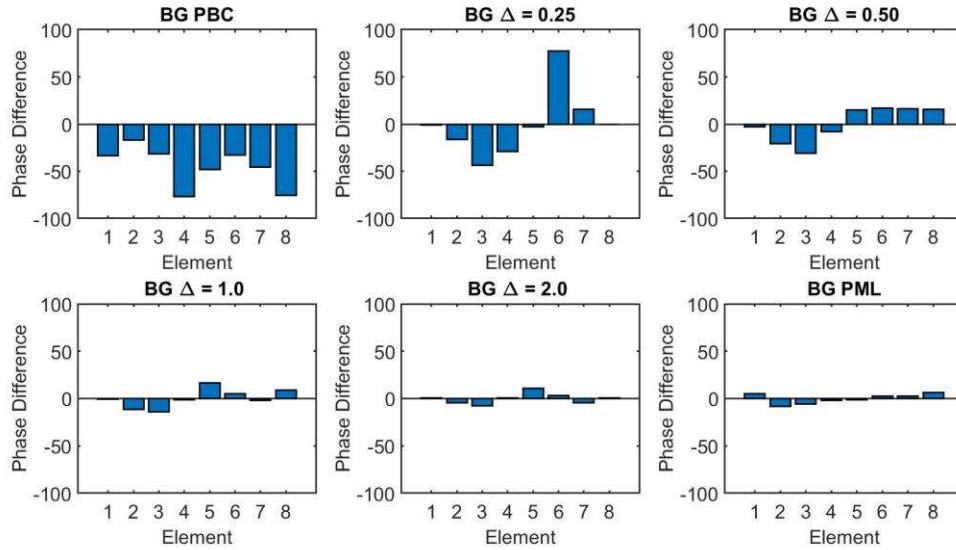 BG PBC
100
50
0
-50
-100
Phase Difference
1 2 3 4 5 6 7 8
Element
BG Δ = 0.25
100
50
0
-50
-100
Phase Difference
1 2 3 4 5 6 7 8
Element
BG Δ = 0.50
100
50
0
-50
-100
Phase Difference
1 2 3 4 5 6 7 8
Element
BG Δ = 1.0
100
50
0
-50
-100
Phase Difference
1 2 3 4 5 6 7 8
Element
BG Δ = 2.0
100
50
0
-50
-100
Phase Difference
1 2 3 4 5 6 7 8
Element
BG PML
100
50
0
-50
-100
Phase Difference
1 2 3 4 5 6 7 8
Element